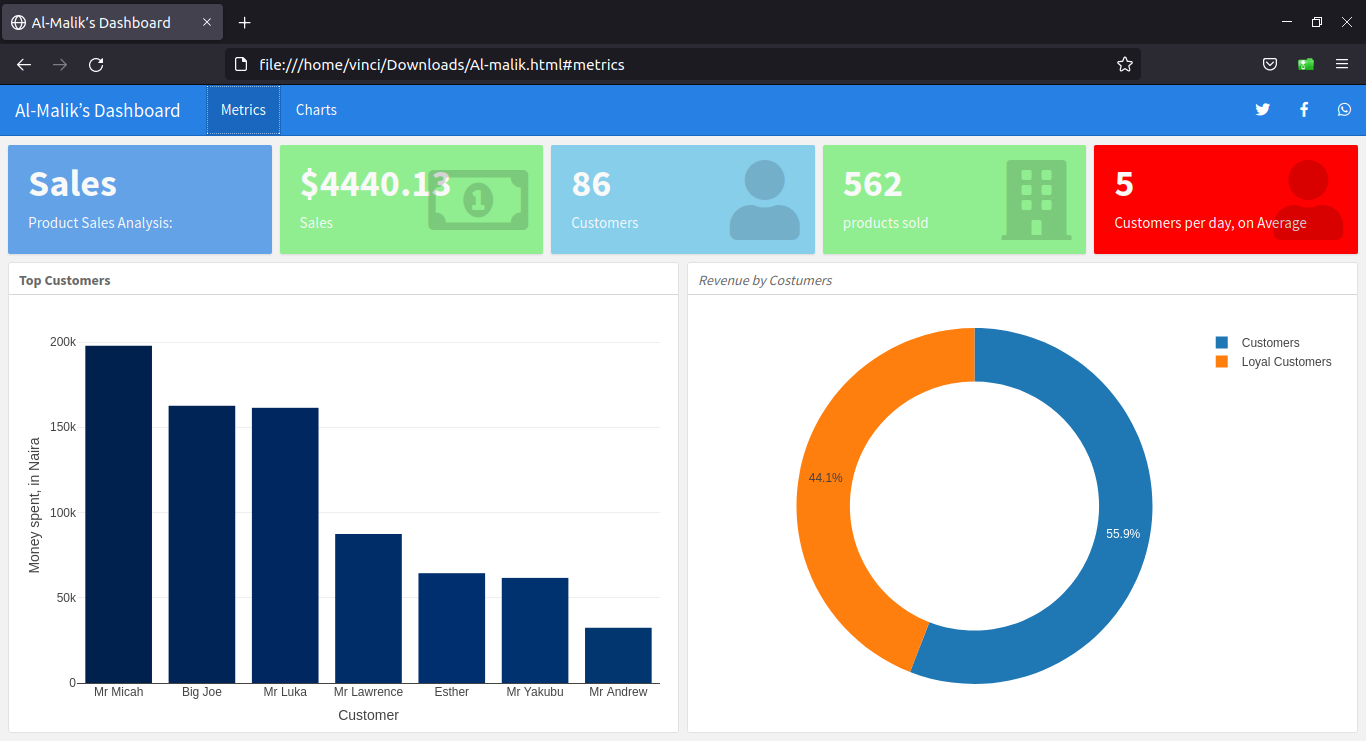 Al-Malik’s Dashboard
file:///home/vinci/Downloads/Al-malik.html#metrics
Al-Malik’s Dashboard Metrics Charts
Sales
Product Sales Analysis:
$4440.13
Sales
1
86
Customers
562
products sold
5
Customers per day, on Average
Top Customers
200k
150k
100k
50k
0
Money spent, in Naira
Mr Micah Big Joe Mr Luka Mr Lawrence Esther Mr Yakubu Mr Andrew
Customer
Revenue by Costumers
Customers
Loyal Customers
44.1%
55.9%